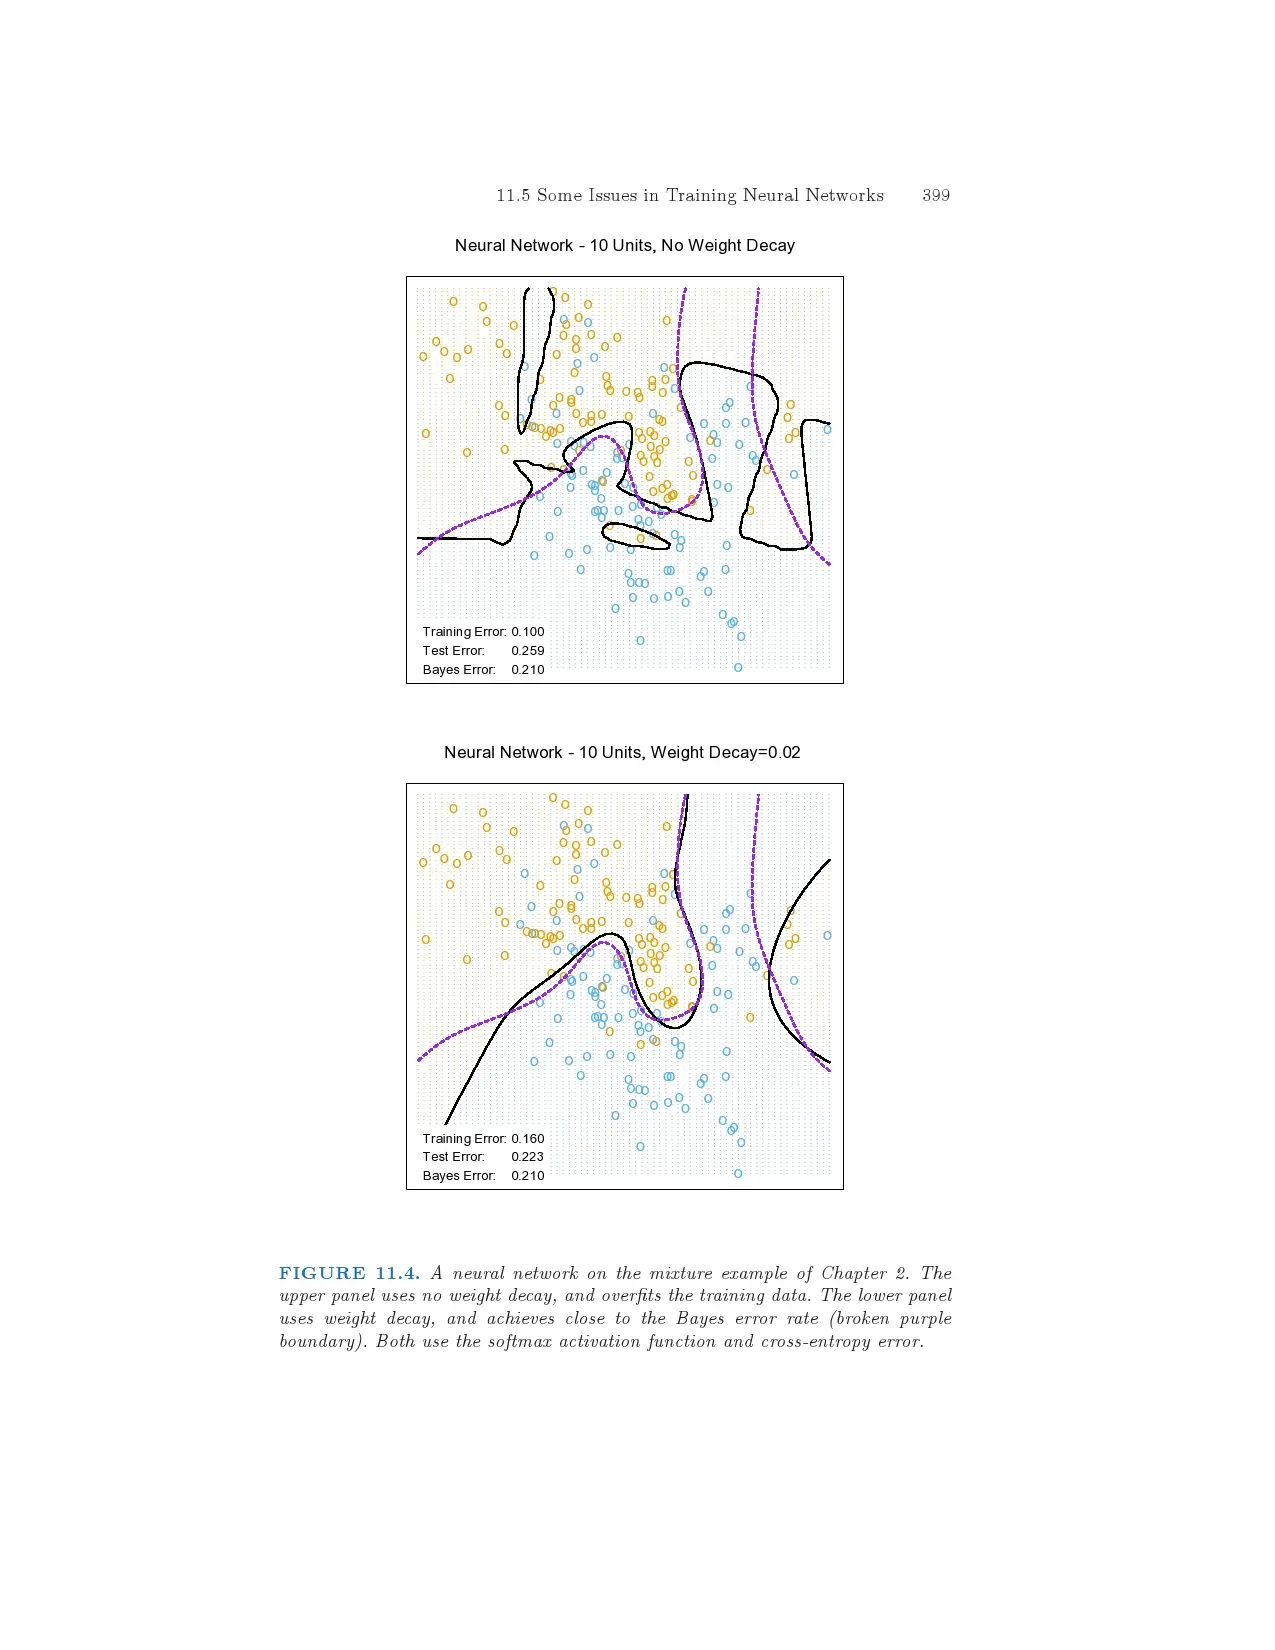 11.5 Some Issues in Training Neural Networks 399
Neural Network - 10 Units, No Weight Decay
Training Error: 0.100
Test Error: 0.259
Bayes Error: 0.210
Neural Network - 10 Units, Weight Decay=0.02
Training Error: 0.160
Test Error: 0.223
Bayes Error: 0.210
FIGURE 11.4. A neural network on the mixture example of Chapter 2. The
upper panel uses no weight decay, and overfits the training data. The lower panel
uses weight decay, and achieves close to the Bayes error rate (broken purple
boundary). Both use the softmax activation function and cross-entropy error.